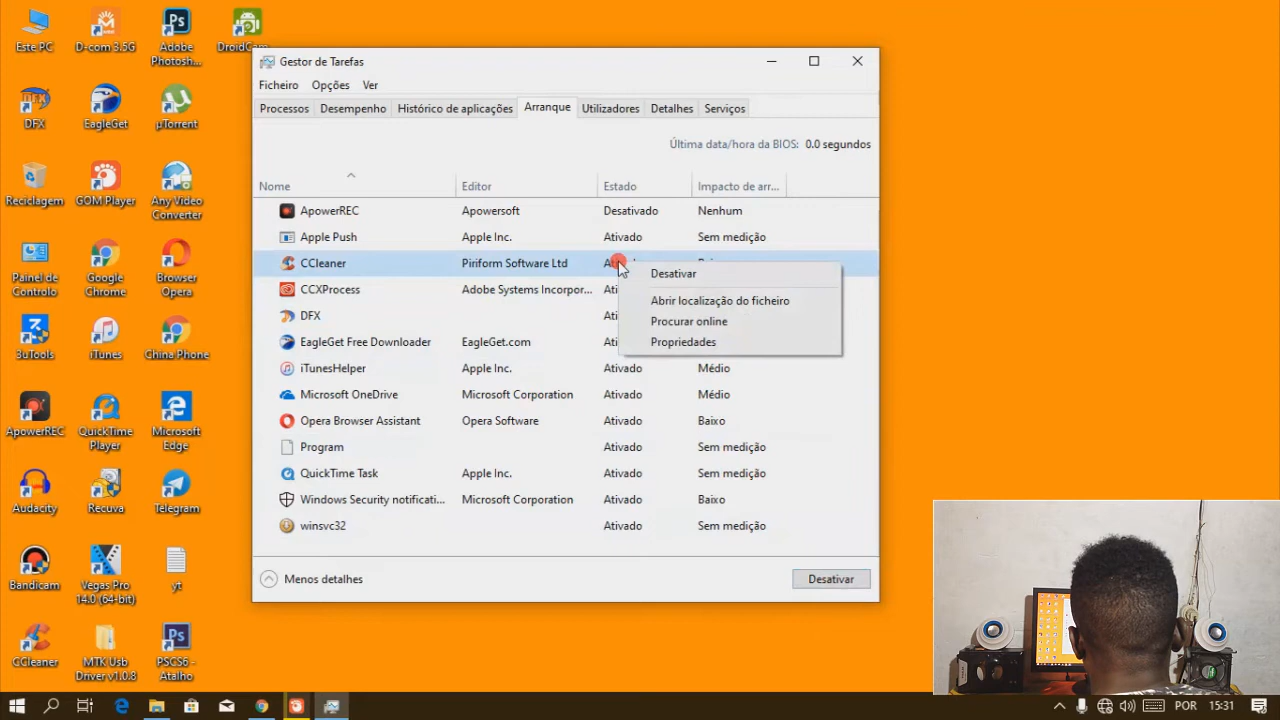 Este PC
D-com 3.5G
Adobe
Photosh...
DroidCam
DFX
EagleGet
µTorrent
Reciclagem
GOM Player
Any Video
Converter
Painel de
Controlo
Google
Chrome
Browser
Opera
3uTools
iTunes
China Phone
ApowerREC
QuickTime
Player
Microsoft
Edge
Audacity
Recuva
Telegram
Bandicam
Vegas Pro
14.0 (64-bit)
yt
CCleaner
MTK Usb
Driver v1.0.8
PSCS6 -
Atalho
Gestor de Tarefas
Ficheiro Opções Ver
Processos Desempenho Histórico de aplicações Arranque Utilizadores Detalhes Serviços
Última data/hora da BIOS: 0.0 segundos
Nome Editor Estado Impacto de arr...
ApowerREC Apowersoft Desativado Nenhum
Apple Push Apple Inc. Ativado Sem medição
CCleaner Piriform Software Ltd
CCXProcess Adobe Systems Incorpor...
DFX
EagleGet Free Downloader EagleGet.com
iTunesHelper Apple Inc. Ativado Médio
Microsoft OneDrive Microsoft Corporation Ativado Médio
Opera Browser Assistant Opera Software Ativado Baixo
Program Ativado Sem medição
QuickTime Task Apple Inc. Ativado Sem medição
Windows Security notificati... Microsoft Corporation Ativado Baixo
winsvc32 Ativado Sem medição
Desativar
Abrir localização do ficheiro
Procurar online
Propriedades
Menos detalhes Desativar
POR 15:31